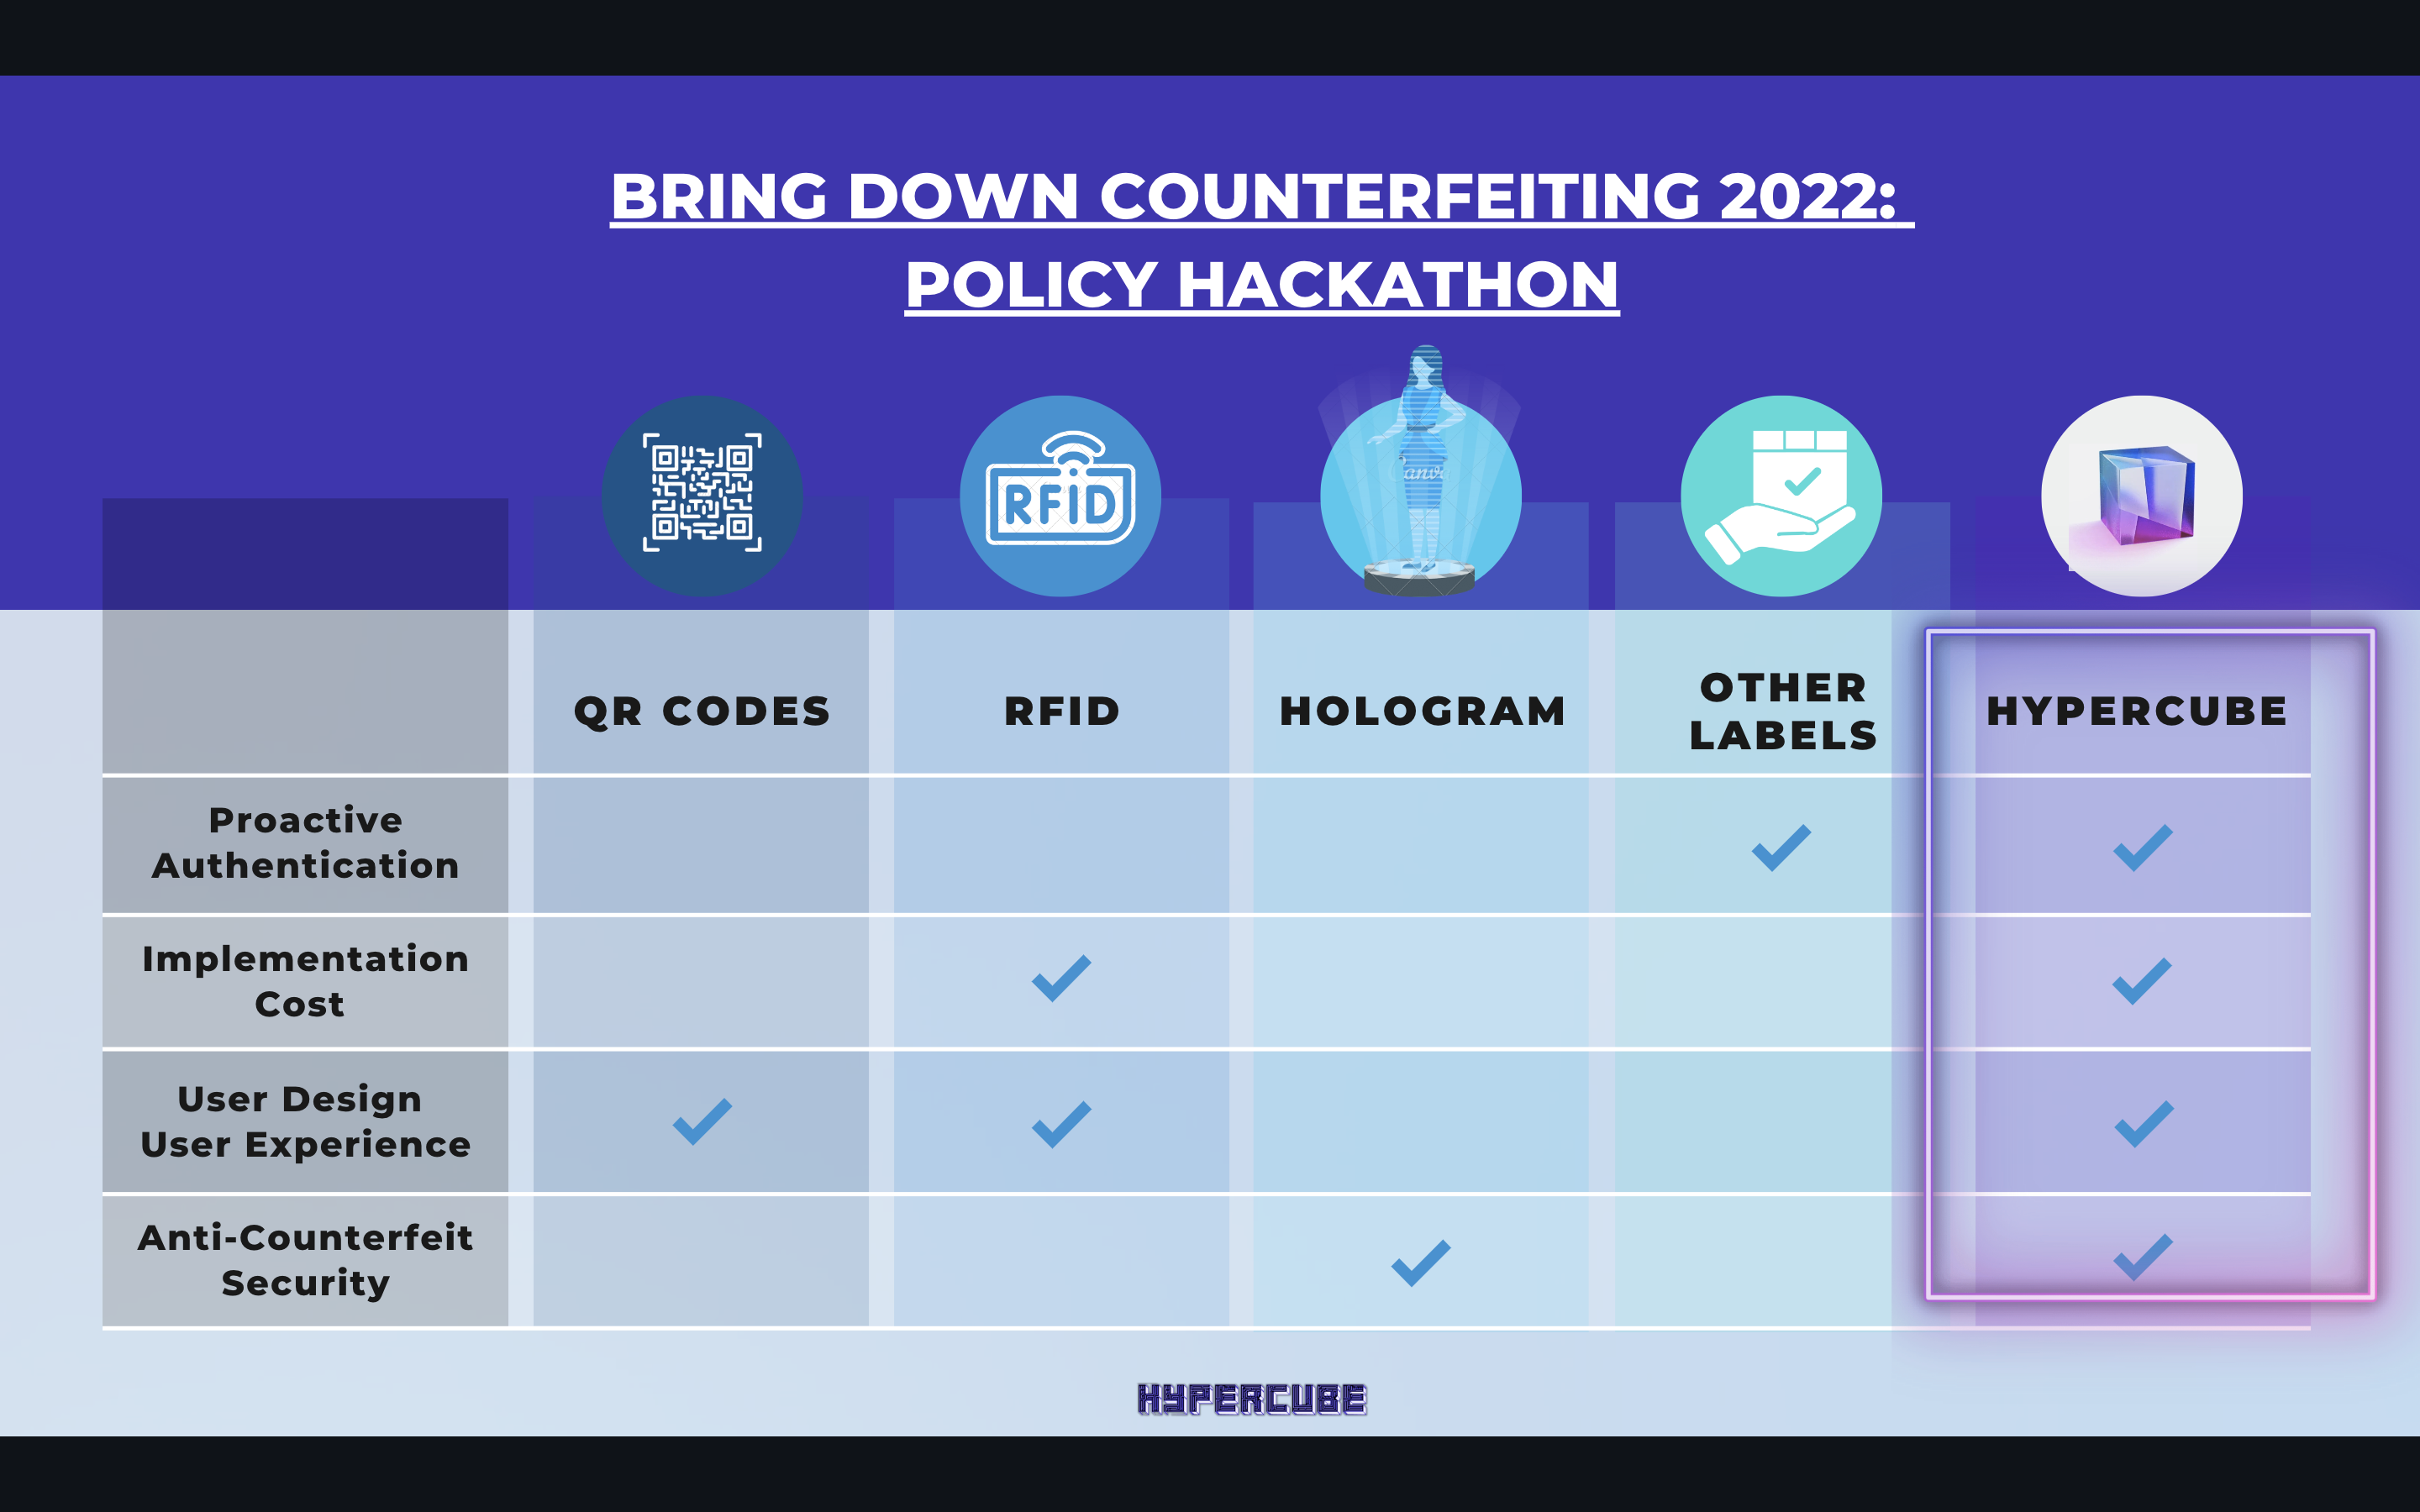 BRING DOWN COUNTERFEITING 2022:
POLICY HACKATHON
RFID
Canva
QR CODES
RFID
HOLOGRAM
OTHER
LABELS
HYPERCUBE
Proactive
Authentication
Implementation
Cost
User Design
User Experience
Anti-Counterfeit
Security
HYPERCUBE